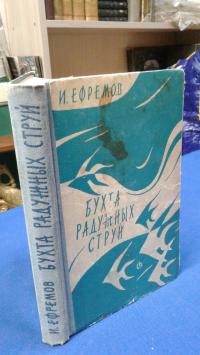 И. ЕФРЕМОВ
БУХТА
РАДУЖНЫХ
СТРУЙ
И. ЕФРЕМОВ БУХТА РАДУЖНЫХ СТРУЙ